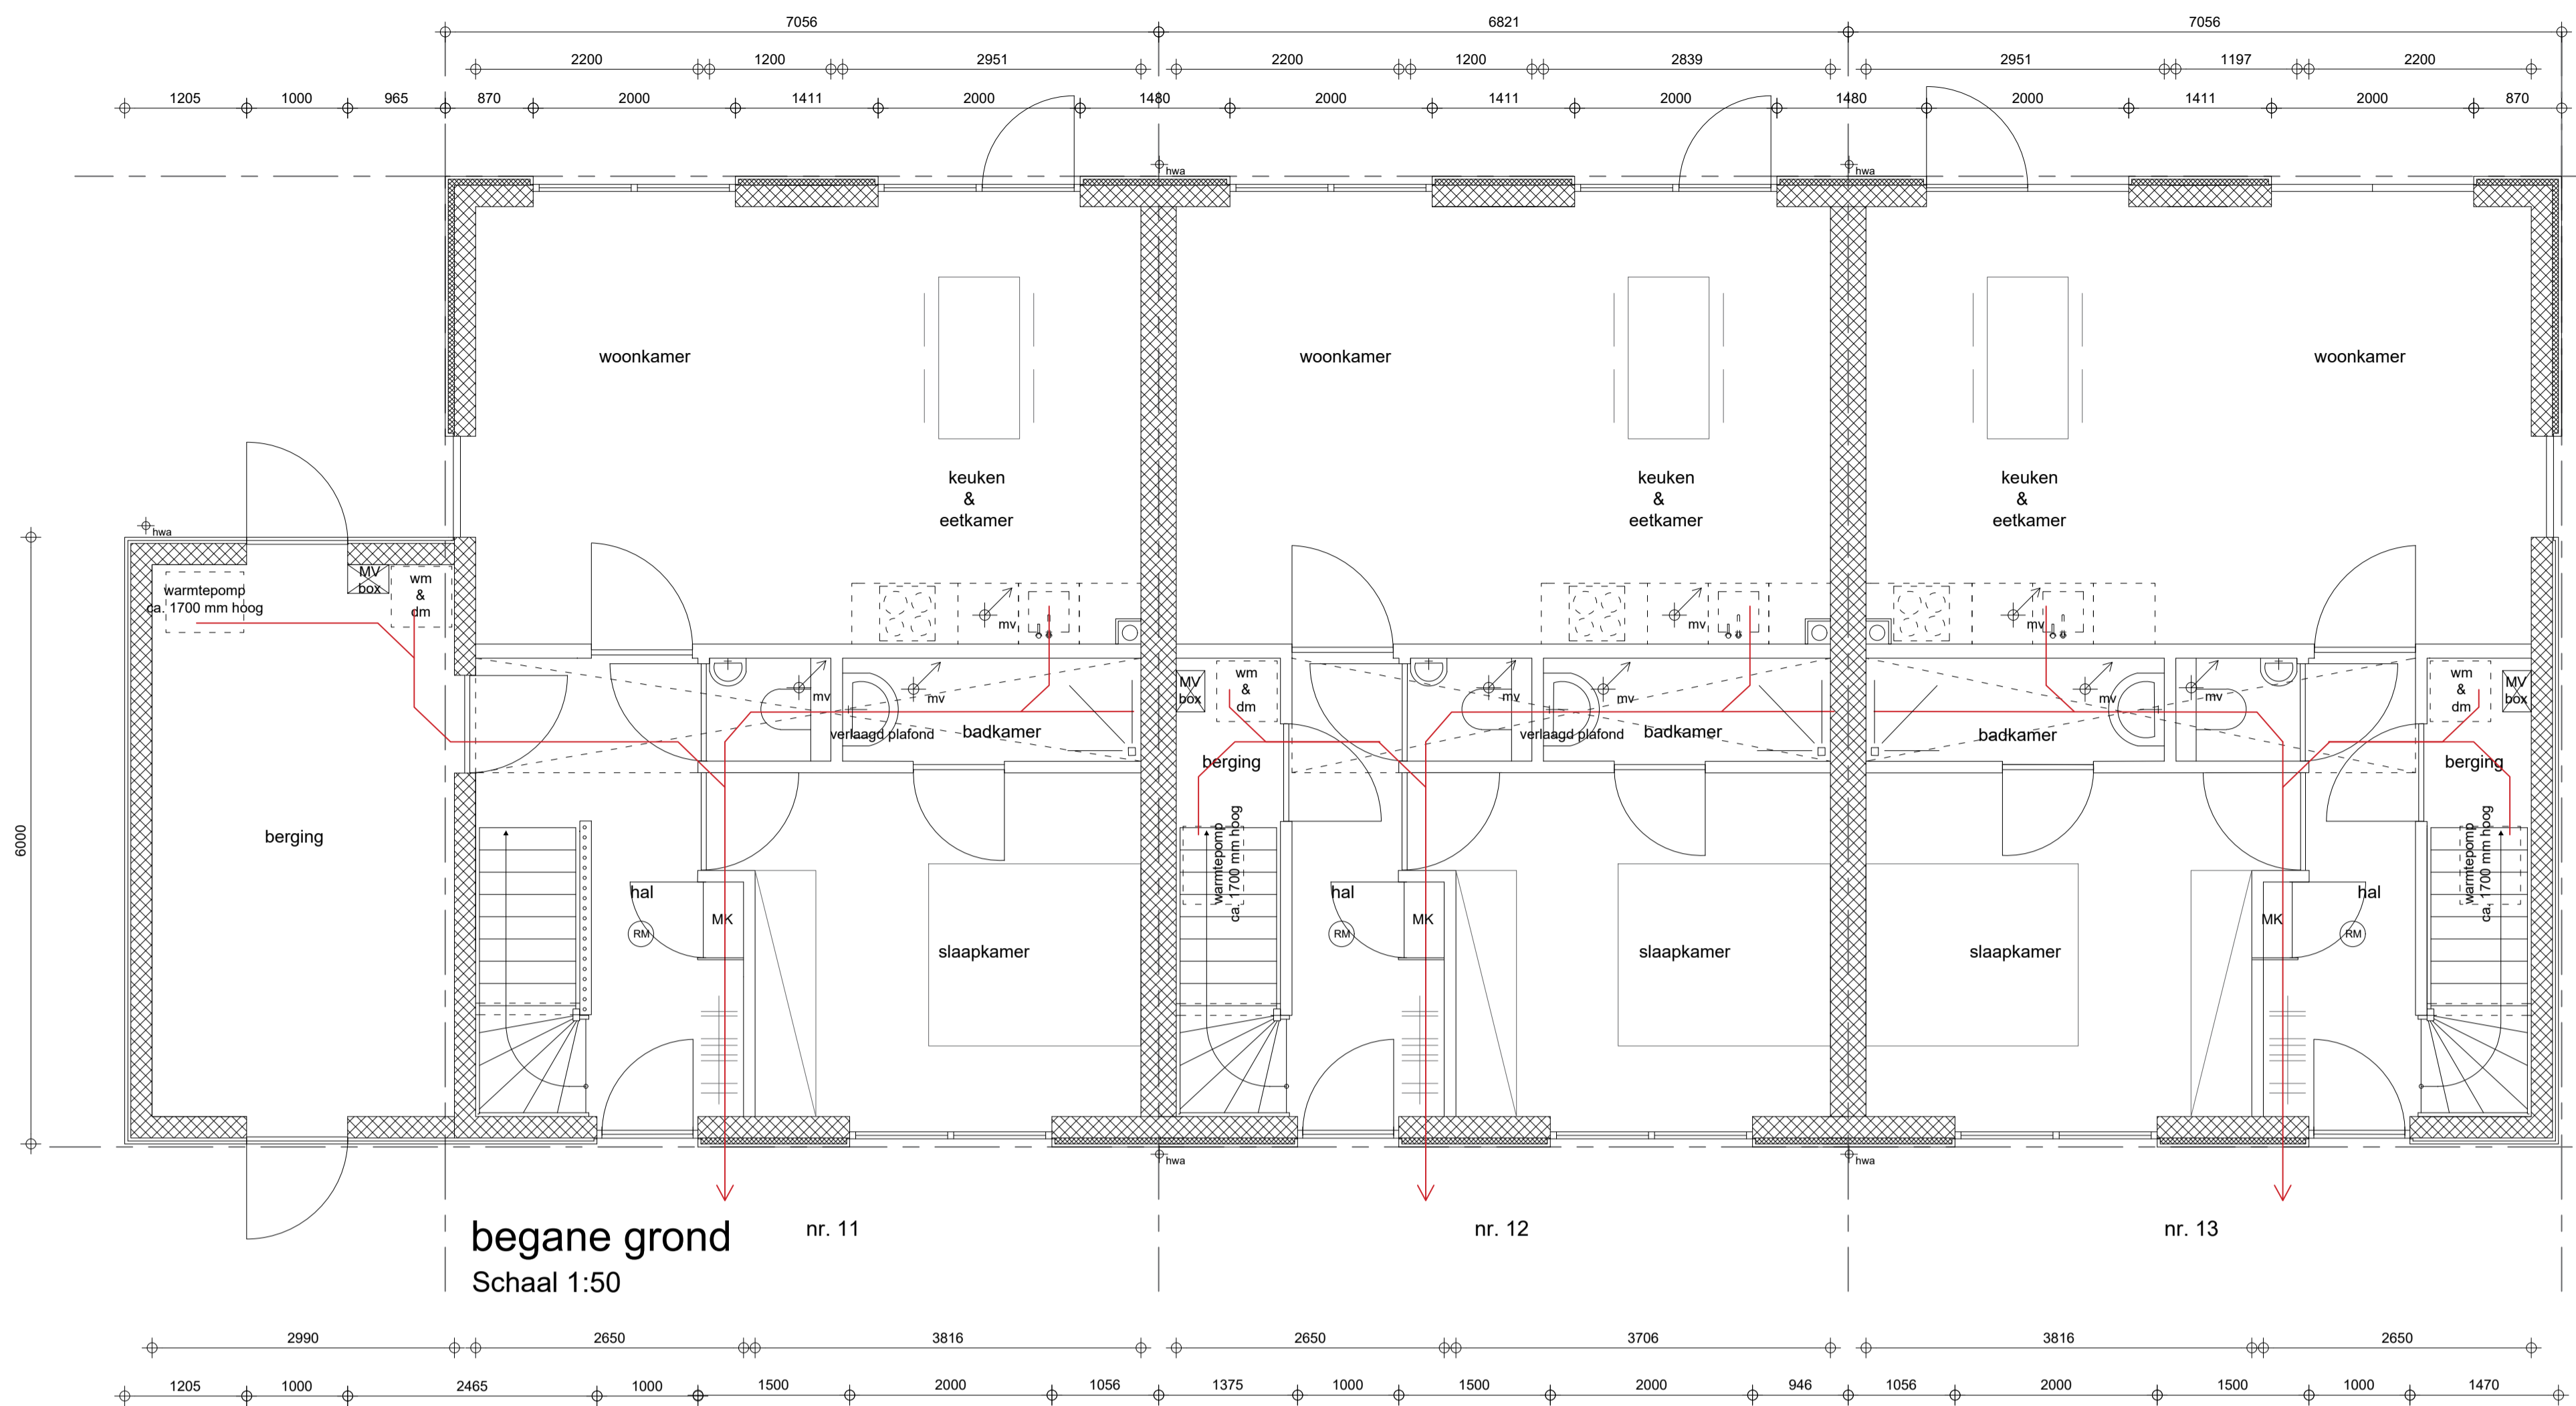 7056 6821 7056
2200 1200 2951 2200 1200 2839 2951 1197 2200
1205 1000 965 870 2000 1411 2000 1480 2000 1411 2000 1480 2000 1411 2000 870
hwa hwa
woonkamer woonkamer woonkamer
keuken keuken keuken
& & &
eetkamer eetkamer eetkamer
hwa
MV wm
box &
dm
warmtepomp
ca. 1700 mm hoog
mv mv mv
MV wm
box &
dm
wm MV
& box
dm
mv mv mv mv mv mv
verlaagd plafond badkamer verlaagd plafond badkamer badkamer
berging berging
berging
6000
warmtepomp
ca. 1700 mm hoog
warmtepomp
ca. 1700 mm hoog
hal hal hal
MK MK MK
RM RM RM
slaapkamer slaapkamer slaapkamer
hwa hwa
begane grond nr. 11 nr. 12 nr. 13
Schaal 1:50
2990 2650 3816 2650 3706 3816 2650
1205 1000 2465 1000 1500 2000 1056 1375 1000 1500 2000 946 1056 2000 1500 1000 1470